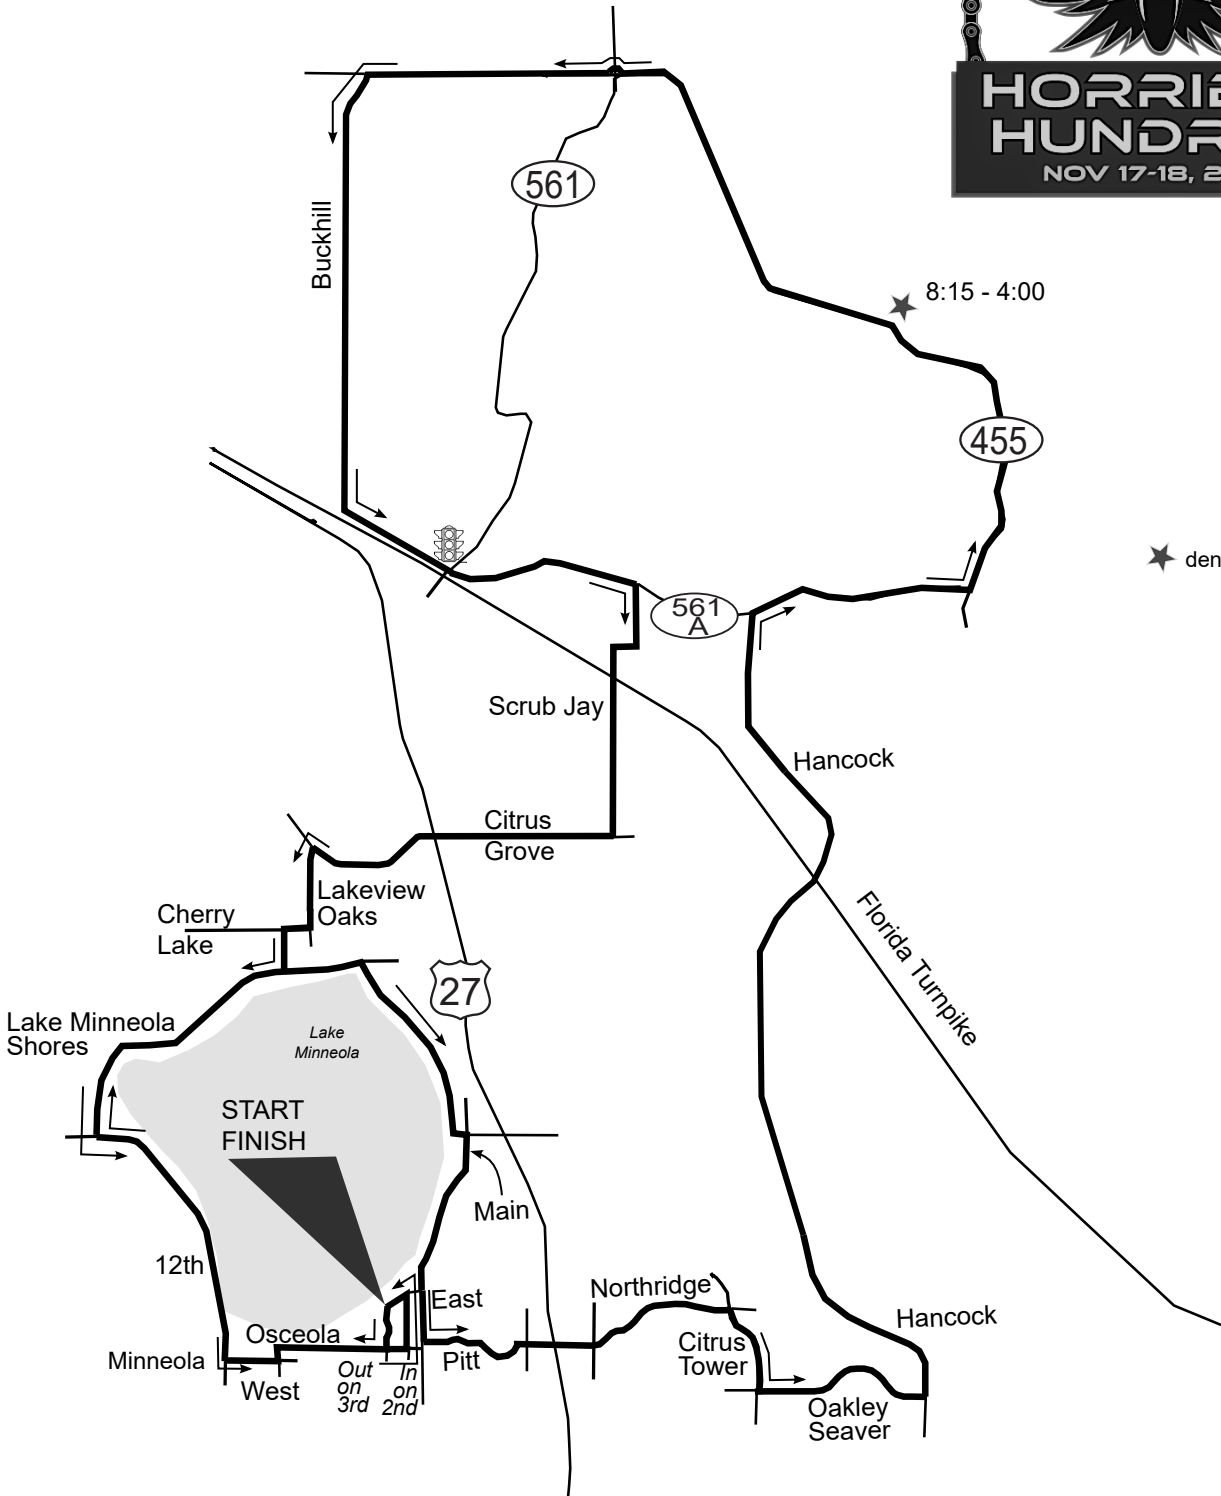 HORRI
HUNDR
NOV 17-18, 2
561
Buckhill
8:15 - 4:00
455
den
561
A
Scrub Jay
Hancock
Citrus
Grove
Lakeview
Oaks
Cherry
Lake
Florida Turnpike
27
Lake Minneola
Shores
Lake
Minneola
START
FINISH
Main
12th
Northridge
East
Hancock
Osceola
Citrus
Tower
Minneola
Pitt
West
Out
on
3rd
In
on
2nd
Oakley
Seaver